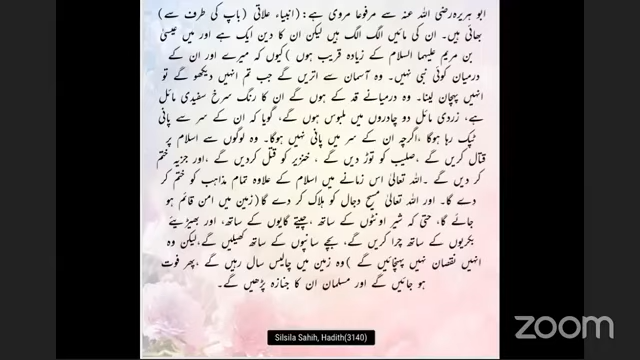 ابو ہریرہ رضی اللہ عنہ سے مرفوعا مروی ہے:(انبیاء علاتی (باپ کی طرف سے)
بھائی ہیں۔ ان کی مائیں الگ الگ ہیں لیکن ان کا دین ایک ہے اور میں عیسیٰ
بن مریم علیہما السلام کے زیادہ قریب ہوں )کیوں کہ میرے اور ان کے
درمیان کوئی نبی نہیں۔ وہ آسمان سے اتریں گے جب تم انہیں دیکھو گے تو
انہیں پہچان لینا۔ وہ درمیانے قد کے ہوں گے ان کا رنگ سرخ سفیدی مائل
ہے، زردی مائل دو چادروں میں ملبوس ہوں گے، گویا کہ ان کے سر سے پانی
ٹپک رہا ہوگا ،اگرچہ ان کے سر میں پانی نہیں ہوگا۔ وہ لوگوں سے اسلام پر
قتال کریں گے ،صلیب کو توڑ دیں گے ، خنزیر کو قتل کردیں گے ،اور جزیہ ختم
کر دیں گے ۔اللہ تعالیٰ اس زمانے میں اسلام کے علاوہ تمام مذاہب کو ختم کر
دے گا۔ اور اللہ تعالیٰ مسیح دجال کو ہلاک کر دے گا(زمین میں امن قائم ہو
جائے گا، حتی کہ شیر اونٹوں کے ساتھ ،چیتے گایوں کے ساتھ، اور بھیڑیئے
بکریوں کے ساتھ چرا کریں گے، بچے سانپوں کے ساتھ کھیلیں گے،لیکن وہ
انہیں نقصان نہیں پہنچائیں گے )وہ زمین میں چالیس سال رہیں گے ،پھر فوت
ہو جائیں گے اور مسلمان ان کا جنازہ پڑھیں گے۔
Silsila Sahih, Hadith(3140)
zoom